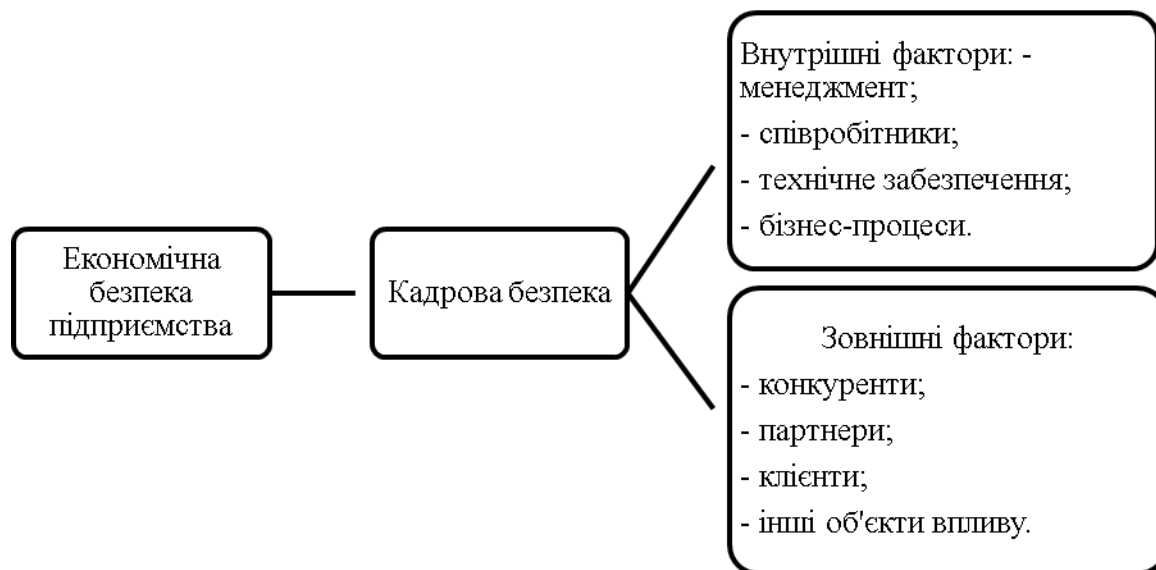 Економічна
безпека
підприємства
Кадрова безпека
Внутрішні фактори: -
менеджмент;
- співробітники;
- технічне забезпечення;
- бізнес-процеси.
Зовнішні фактори:
- конкуренти;
- партнери;
- клієнти;
- інші об'єкти впливу.